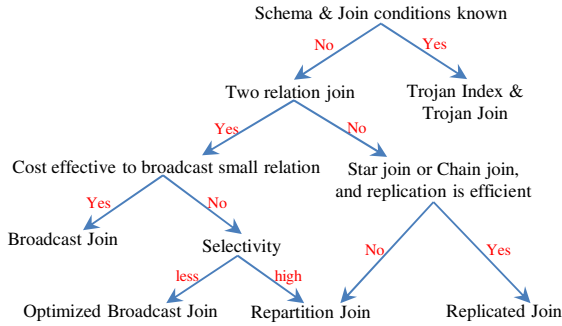 Schema & Join conditions known
No
Yes
Two relation join
Trojan Index &
Trojan Join
Yes
No
Cost effective to broadcast small relation
Star join or Chain join,
and replication is efficient
Yes
No
Broadcast Join
Selectivity
No
Yes
less
high
Optimized Broadcast Join
Repartition Join
Replicated Join